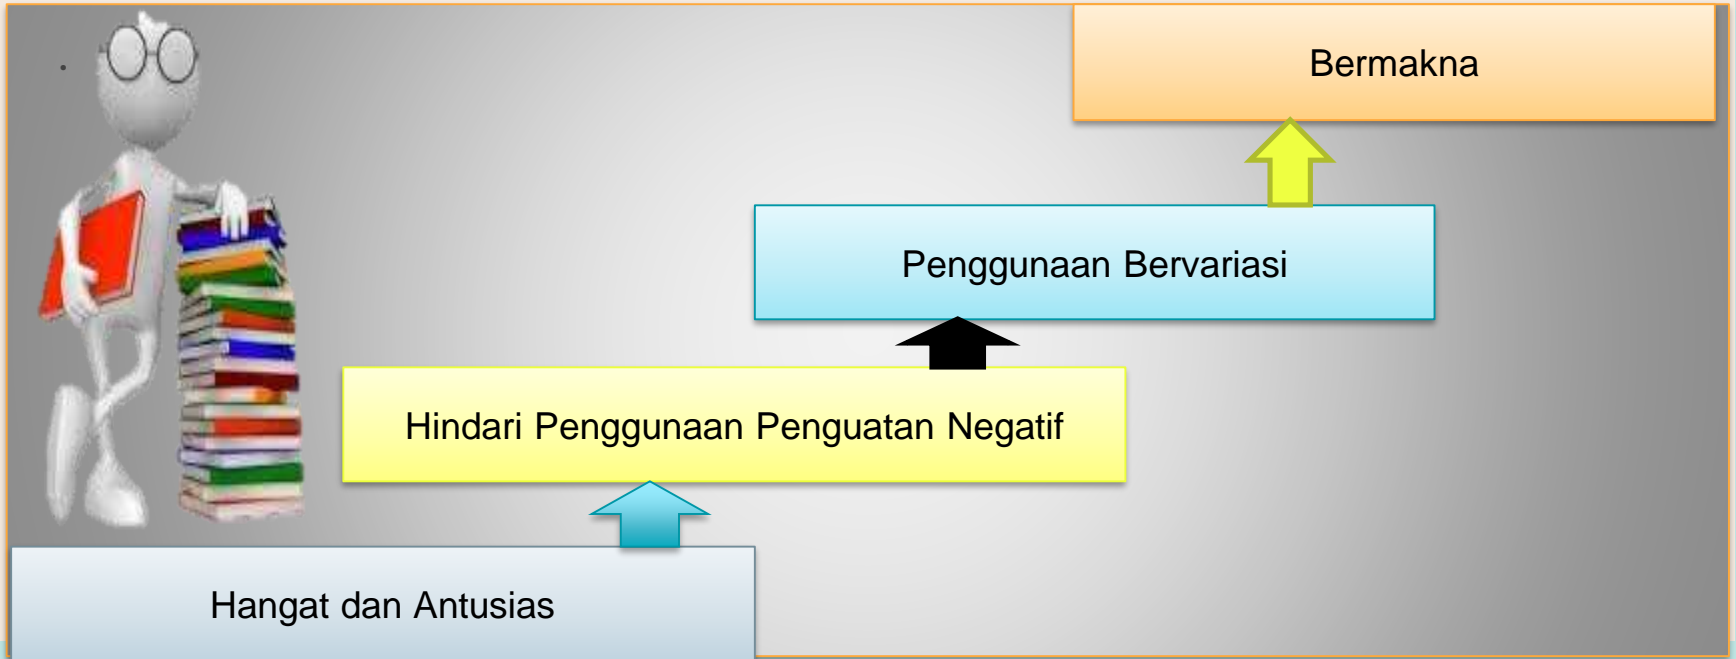 Bermakna
Penggunaan Bervariasi
Hindari Penggunaan Penguatan Negatif
Hangat dan Antusias